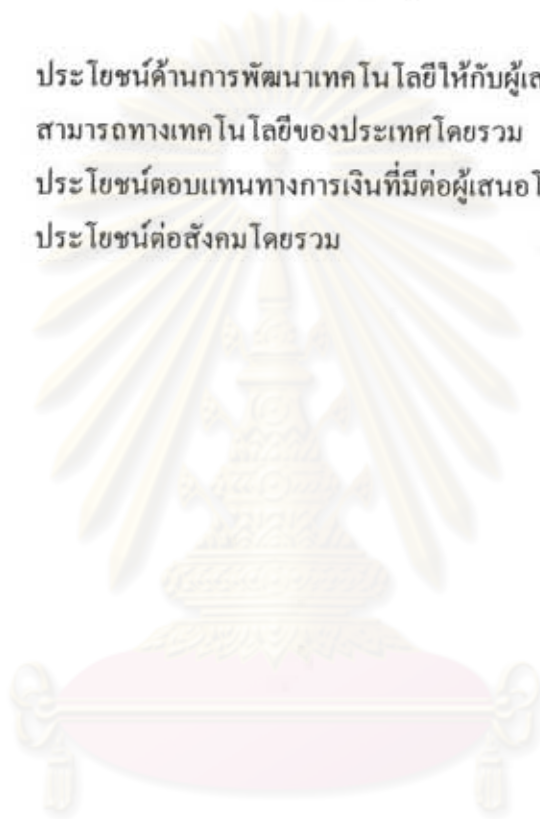 ประโยชน์ด้านการพัฒนาเทคโนโลยีให้กับผู้เส
สามารถทางเทคโนโลยีของประเทศโดยรวม
ประโยชน์ตอบแทนทางการเงินที่มีต่อผู้เสนอโ
ประโยชน์ต่อสังคมโดยรวม